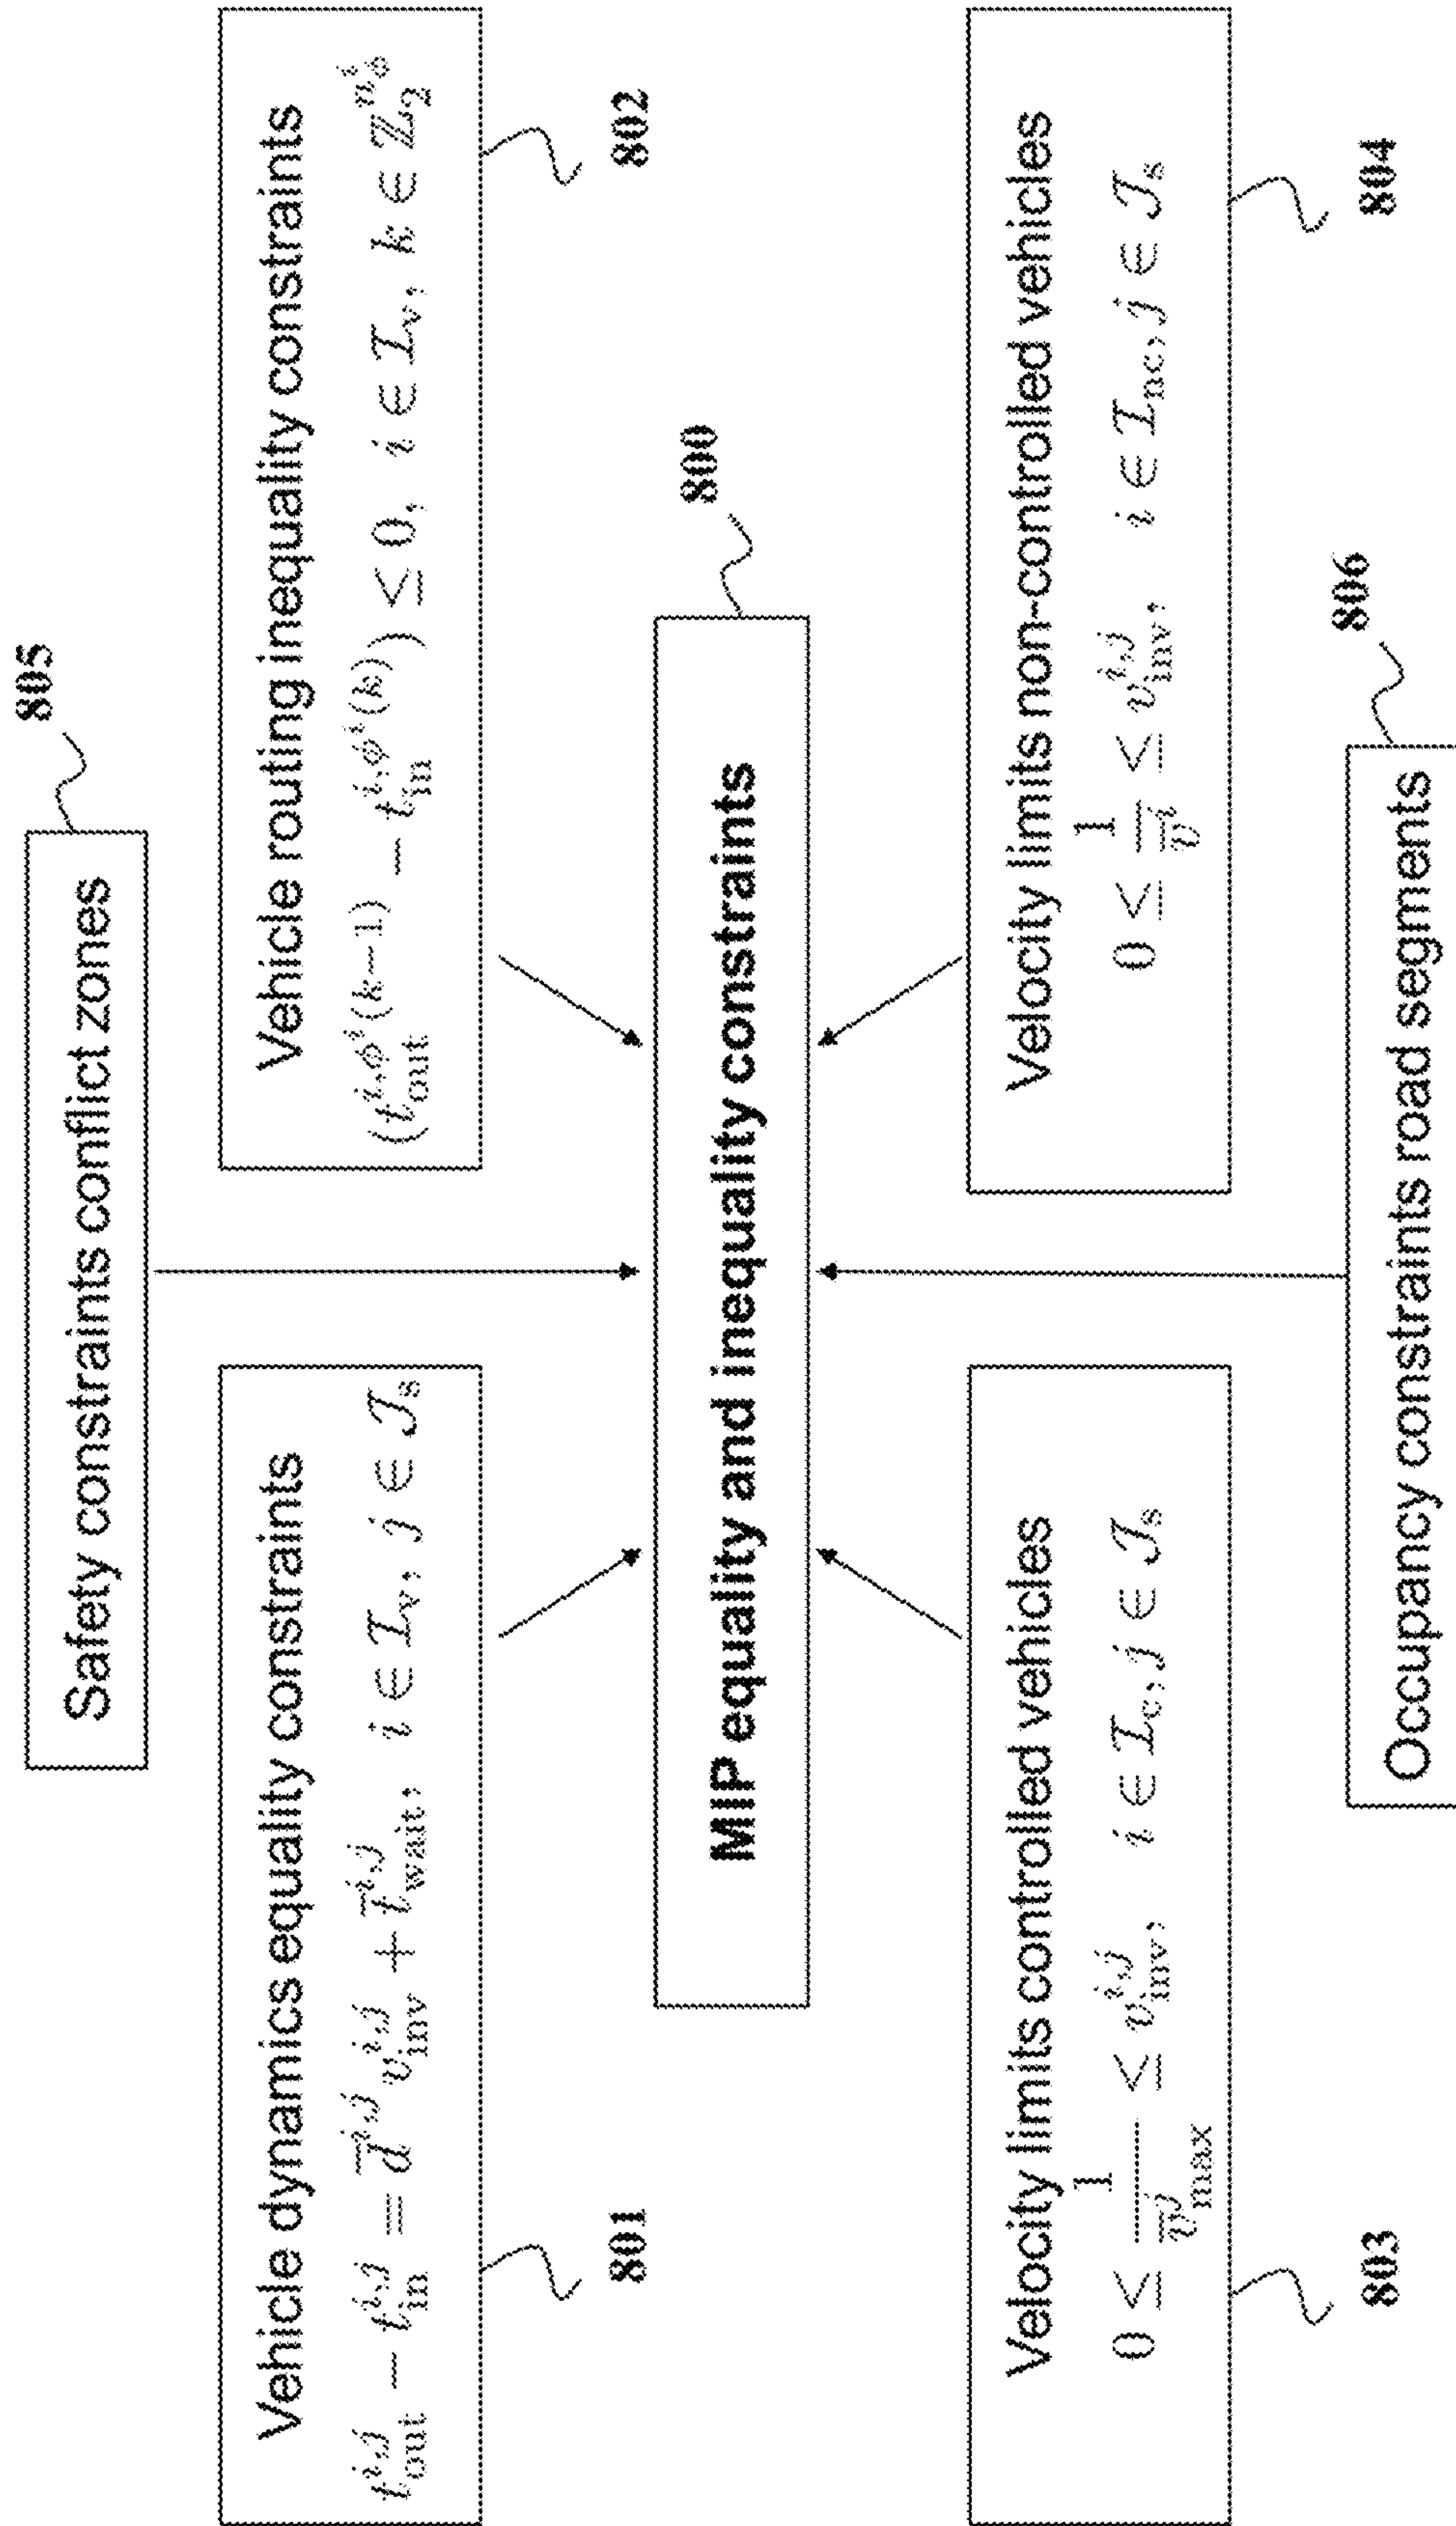 805
Safety constraints conflict zones
Vehicle dynamics equality constraints
t_out^{i,j} − t_in^{i,j} = d̄^{i,j} v_inv^{i,j} + t̄_wait^{i,j}, i ∈ I_v, j ∈ J_s
801
Vehicle routing inequality constraints
(t_out^{i,ϕ^i(k−1)} − t_in^{i,ϕ^i(k)}) ≤ 0, i ∈ I_v, k ∈ ℤ_2^{n_ϕ^i}
802
800
MIP equality and inequality constraints
Velocity limits controlled vehicles
0 ≤ 1/v̄_max^j ≤ v_inv^{i,j}, i ∈ I_c, j ∈ J_s
803
Velocity limits non-controlled vehicles
0 ≤ 1/v̄^i ≤ v_inv^{i,j}, i ∈ I_nc, j ∈ J_s
804
806
Occupancy constraints road segments